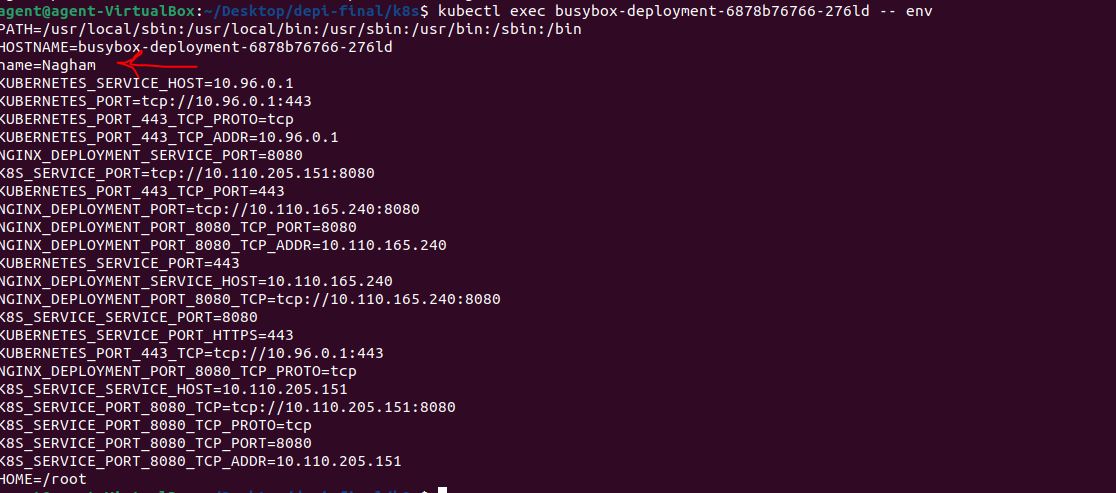 agent@agent-VirtualBox:~/Desktop/depi-final/k8s$ kubectl exec busybox-deployment-6878b76766-276ld -- env
PATH=/usr/local/sbin:/usr/local/bin:/usr/sbin:/usr/bin:/sbin:/bin
HOSTNAME=busybox-deployment-6878b76766-276ld
name=Nagham
KUBERNETES_SERVICE_HOST=10.96.0.1
KUBERNETES_PORT=tcp://10.96.0.1:443
KUBERNETES_PORT_443_TCP_PROTO=tcp
KUBERNETES_PORT_443_TCP_ADDR=10.96.0.1
NGINX_DEPLOYMENT_SERVICE_PORT=8080
K8S_SERVICE_PORT=tcp://10.110.205.151:8080
KUBERNETES_PORT_443_TCP_PORT=443
NGINX_DEPLOYMENT_PORT=tcp://10.110.165.240:8080
NGINX_DEPLOYMENT_PORT_8080_TCP_PORT=8080
NGINX_DEPLOYMENT_PORT_8080_TCP_ADDR=10.110.165.240
KUBERNETES_SERVICE_PORT=443
NGINX_DEPLOYMENT_SERVICE_HOST=10.110.165.240
NGINX_DEPLOYMENT_PORT_8080_TCP=tcp://10.110.165.240:8080
K8S_SERVICE_SERVICE_PORT=8080
KUBERNETES_SERVICE_PORT_HTTPS=443
KUBERNETES_PORT_443_TCP=tcp://10.96.0.1:443
NGINX_DEPLOYMENT_PORT_8080_TCP_PROTO=tcp
K8S_SERVICE_SERVICE_HOST=10.110.205.151
K8S_SERVICE_PORT_8080_TCP=tcp://10.110.205.151:8080
K8S_SERVICE_PORT_8080_TCP_PROTO=tcp
K8S_SERVICE_PORT_8080_TCP_PORT=8080
K8S_SERVICE_PORT_8080_TCP_ADDR=10.110.205.151
HOME=/root